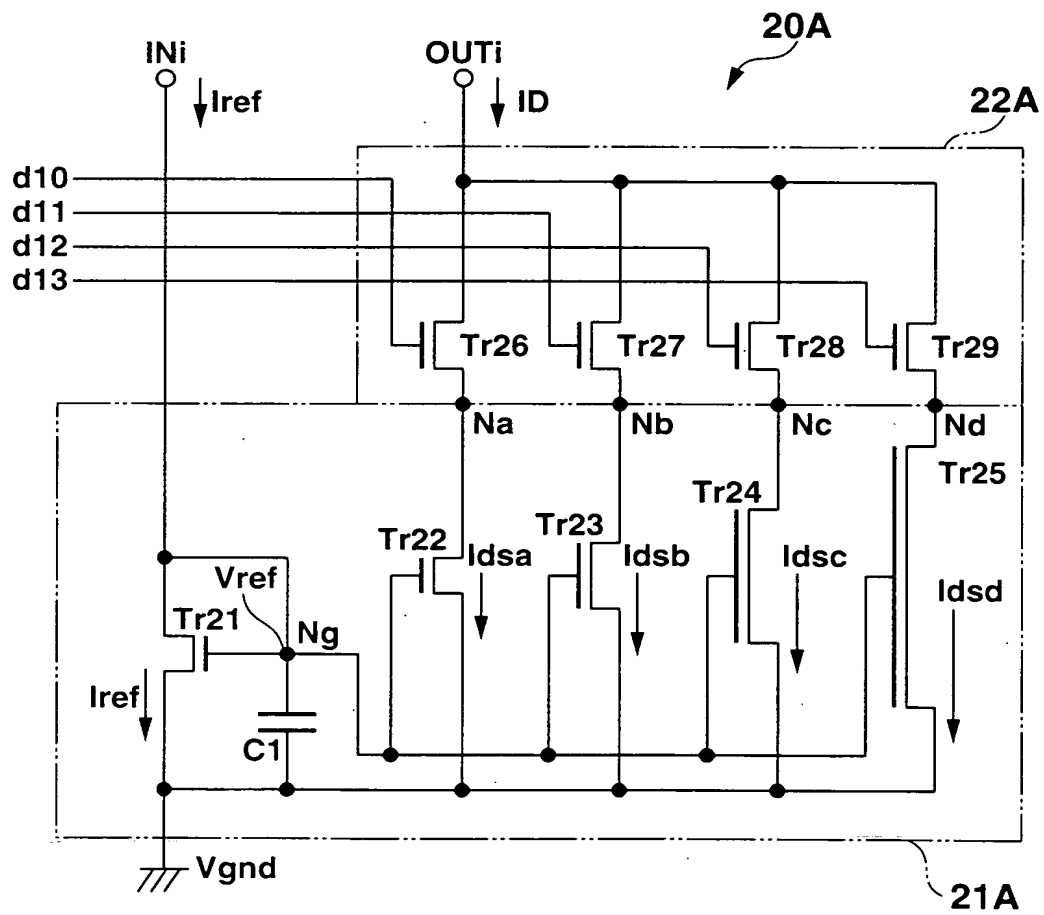 20A
INi
OUTi
Iref
ID
22A
d10
d11
d12
d13
Tr26
Tr27
Tr28
Tr29
Na
Nb
Nc
Nd
Tr25
Tr24
Tr23
Tr22
Idsa
Idsb
Idsc
Idsd
Vref
Tr21
Ng
Iref
C1
Vgnd
21A